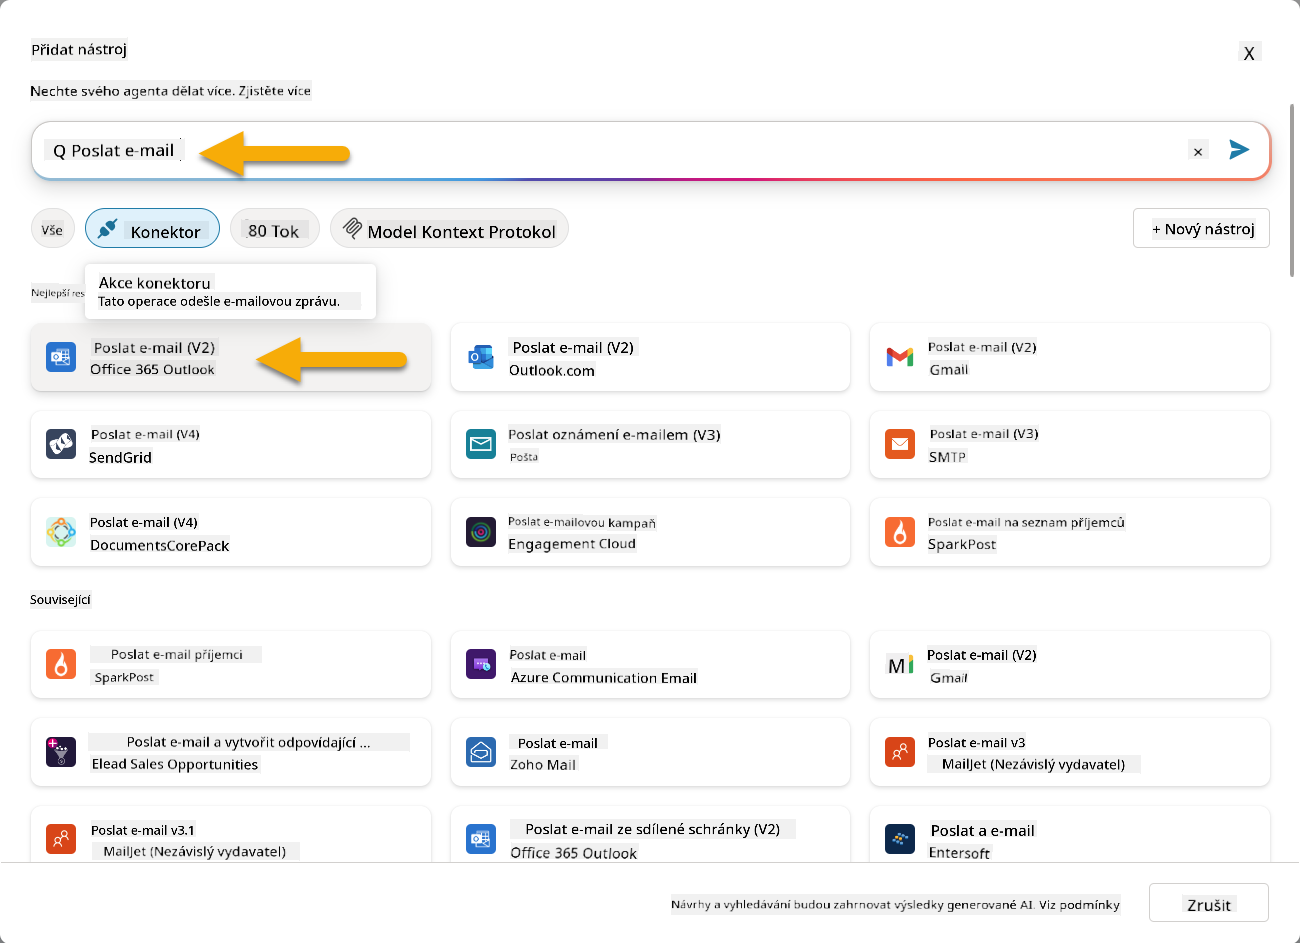 Přidat nástroj
X
Nechte svého agenta dělat více. Zjistěte více
Q Poslat e-mail
×
Vše
Konektor
80 Tok
Model Kontext Protokol
+ Nový nástroj
Akce konektoru
Tato operace odešle e-mailovou zprávu.
Nejlepší res
Poslat e-mail (V2)
Office 365 Outlook
Poslat e-mail (V2)
Outlook.com
Poslat e-mail (V2)
Gmail
Poslat e-mail (V4)
SendGrid
Poslat oznámení e-mailem (V3)
Pošta
Poslat e-mail (V3)
SMTP
Poslat e-mail (V4)
DocumentsCorePack
Poslat e-mailovou kampaň
Engagement Cloud
Poslat e-mail na seznam příjemců
SparkPost
Související
Poslat e-mail příjemci
SparkPost
Poslat e-mail
Azure Communication Email
Poslat e-mail (V2)
Gmail
Poslat e-mail a vytvořit odpovídající ...
Elead Sales Opportunities
Poslat e-mail
Zoho Mail
Poslat e-mail v3
MailJet (Nezávislý vydavatel)
Poslat e-mail v3.1
MailJet (Nezávislý vydavatel)
Poslat e-mail ze sdílené schránky (V2)
Office 365 Outlook
Poslat a e-mail
Entersoft
Návrhy a vyhledávání budou zahrnovat výsledky generované AI. Viz podmínky
Zrušit